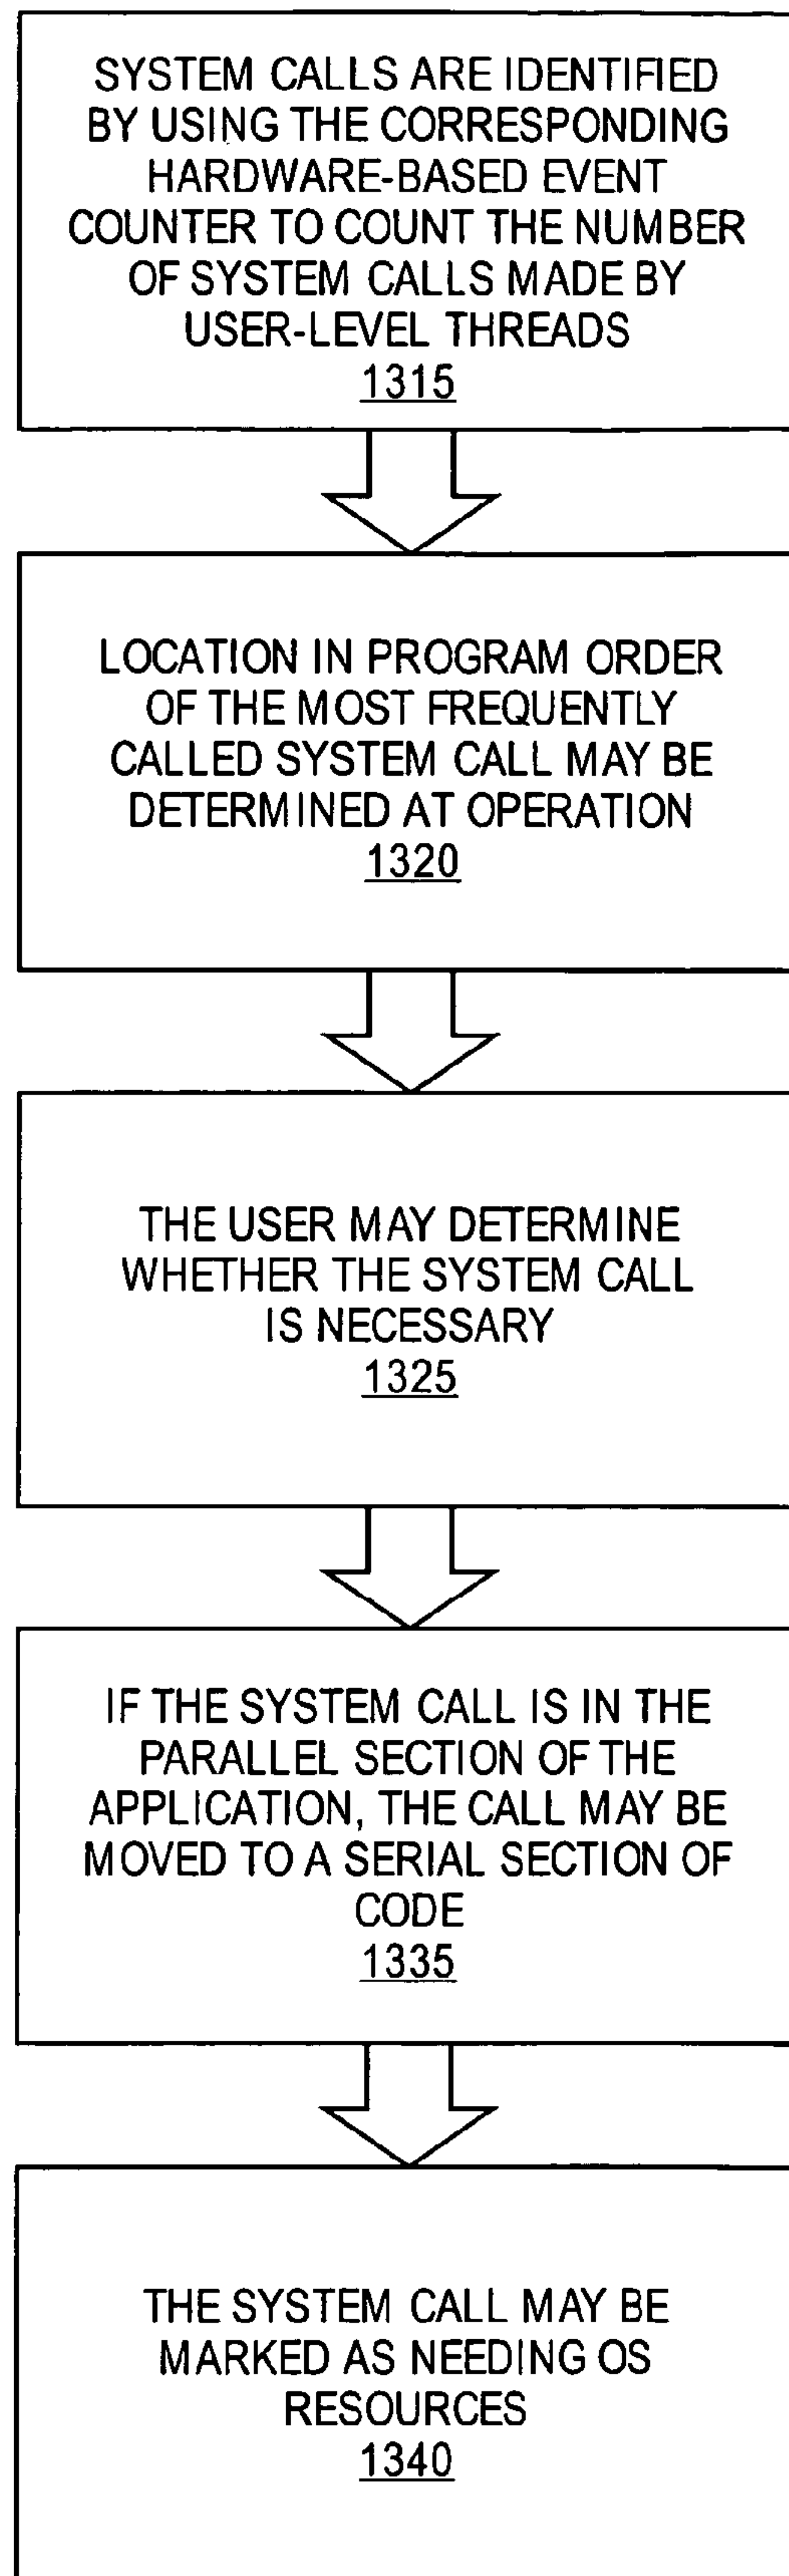 SYSTEM CALLS ARE IDENTIFIED
BY USING THE CORRESPONDING
HARDWARE-BASED EVENT
COUNTER TO COUNT THE NUMBER
OF SYSTEM CALLS MADE BY
USER-LEVEL THREADS
1315
LOCATION IN PROGRAM ORDER
OF THE MOST FREQUENTLY
CALLED SYSTEM CALL MAY BE
DETERMINED AT OPERATION
1320
THE USER MAY DETERMINE
WHETHER THE SYSTEM CALL
IS NECESSARY
1325
IF THE SYSTEM CALL IS IN THE
PARALLEL SECTION OF THE
APPLICATION, THE CALL MAY BE
MOVED TO A SERIAL SECTION OF
CODE
1335
THE SYSTEM CALL MAY BE
MARKED AS NEEDING OS
RESOURCES
1340